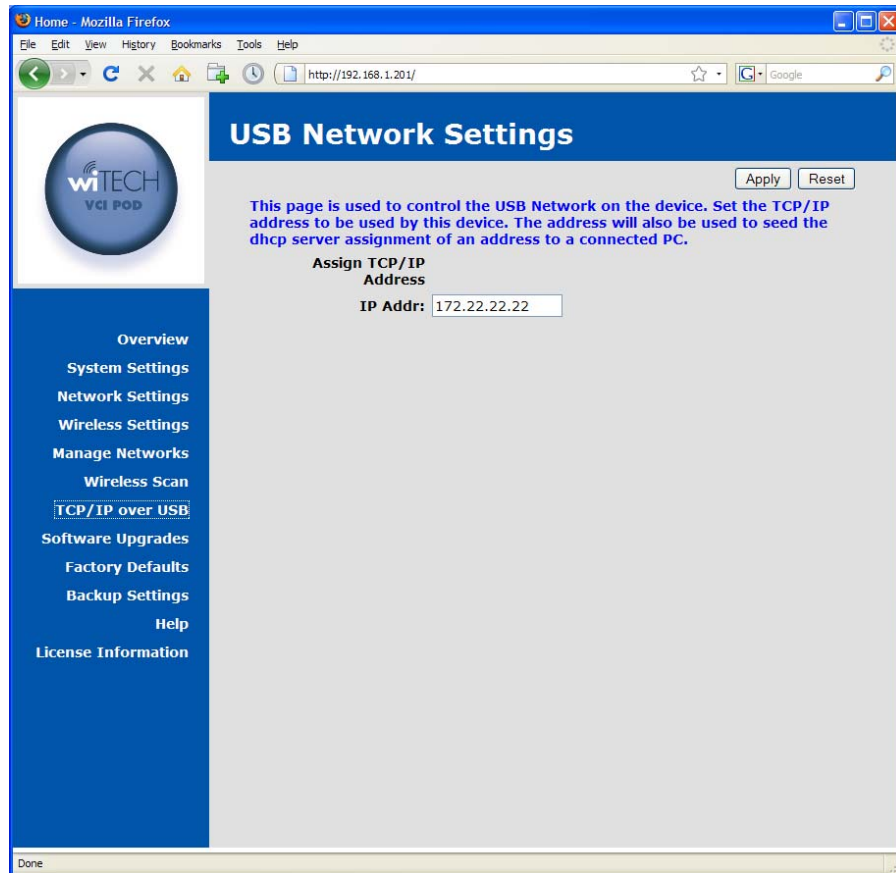 Home - Mozilla Firefox
File Edit View History Bookmarks Tools Help
http://192.168.1.201/
G Google
wiTECH
VCI POD
USB Network Settings
Apply Reset
This page is used to control the USB Network on the device. Set the TCP/IP
address to be used by this device. The address will also be used to seed the
dhcp server assignment of an address to a connected PC.
Assign TCP/IP
Address
IP Addr: 172.22.22.22
Overview
System Settings
Network Settings
Wireless Settings
Manage Networks
Wireless Scan
TCP/IP over USB
Software Upgrades
Factory Defaults
Backup Settings
Help
License Information
Done